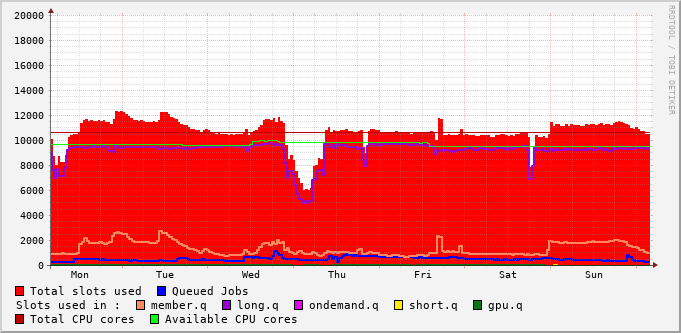 RRDTOOL / TOBI OETIKER
20000
18000
16000
14000
12000
10000
8000
6000
4000
2000
0
Mon Tue Wed Thu Fri Sat Sun
Total slots used Queued Jobs
Slots used in : member.q long.q ondemand.q short.q gpu.q
Total CPU cores Available CPU cores